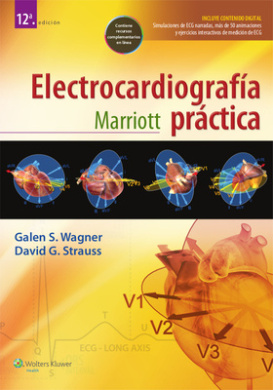 12ª. edición
Contiene
recursos
complementarios
en línea
INCLUYE CONTENIDO DIGITAL
Simulaciones de ECG narradas, más de 50 animaciones
y ejercicios interactivos de medición de ECG
Electrocardiografía
Marriott práctica
Galen S. Wagner
David G. Strauss
V1
V2
V3
P
Q
S
T
ECG - LONG AXIS
Wolters Kluwer